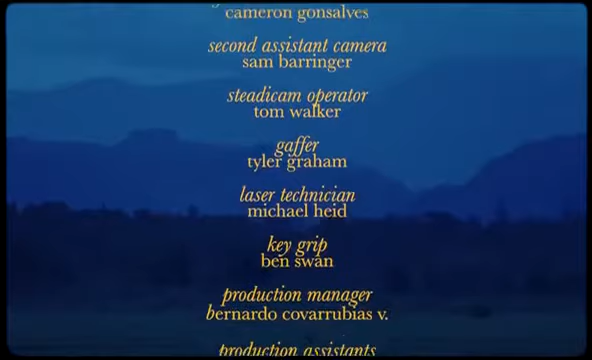 cameron gonsalves
second assistant camera
sam barringer
steadicam operator
tom walker
gaffer
tyler graham
laser technician
michael heid
key grip
ben swan
production manager
bernardo covarrubias v.
production assistants